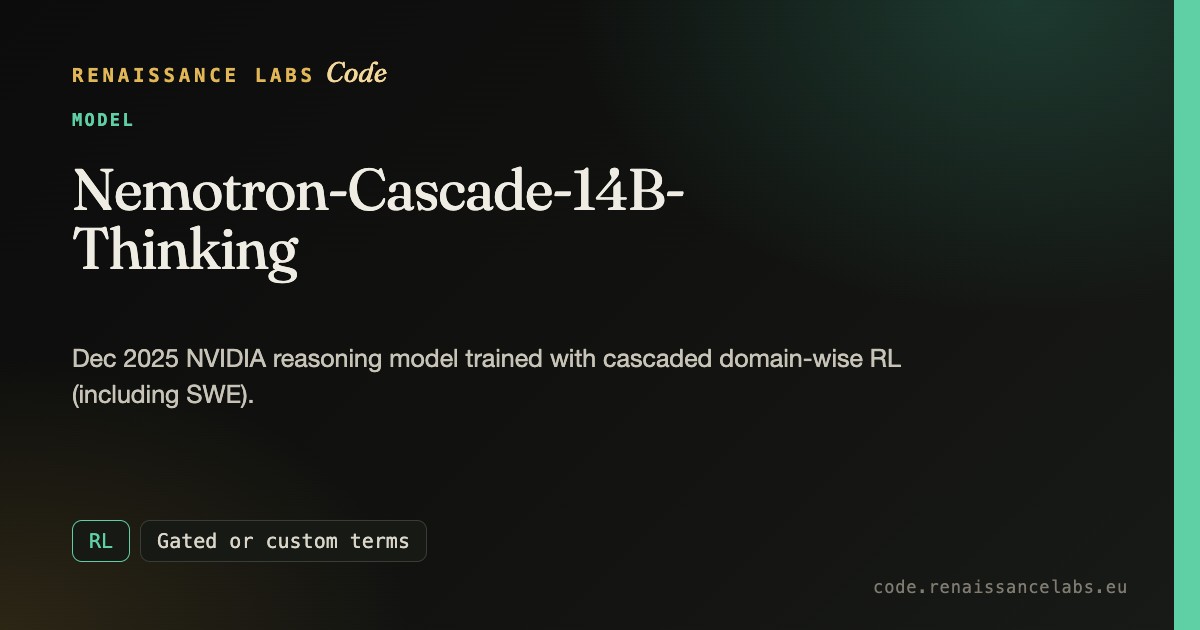 RENAISSANCE LABS Code
MODEL
Nemotron-Cascade-14B-
Thinking
Dec 2025 NVIDIA reasoning model trained with cascaded domain-wise RL
(including SWE).
RL Gated or custom terms
code.renaissancelabs.eu